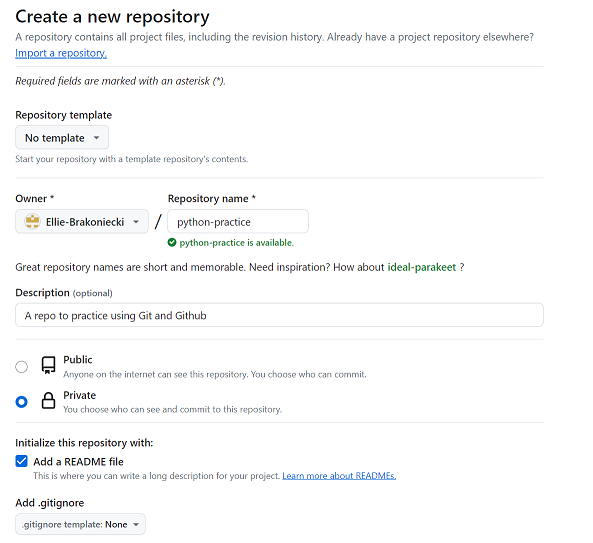 Create a new repository
A repository contains all project files, including the revision history. Already have a project repository elsewhere?
Import a repository.
Required fields are marked with an asterisk (*).
Repository template
No template
Start your repository with a template repository's contents.
Owner * Repository name *
Ellie-Brakoniecki / python-practice
python-practice is available.
Great repository names are short and memorable. Need inspiration? How about ideal-parakeet ?
Description (optional)
A repo to practice using Git and Github
Public
Anyone on the internet can see this repository. You choose who can commit.
Private
You choose who can see and commit to this repository.
Initialize this repository with:
Add a README file
This is where you can write a long description for your project. Learn more about READMEs.
Add .gitignore
.gitignore template: None